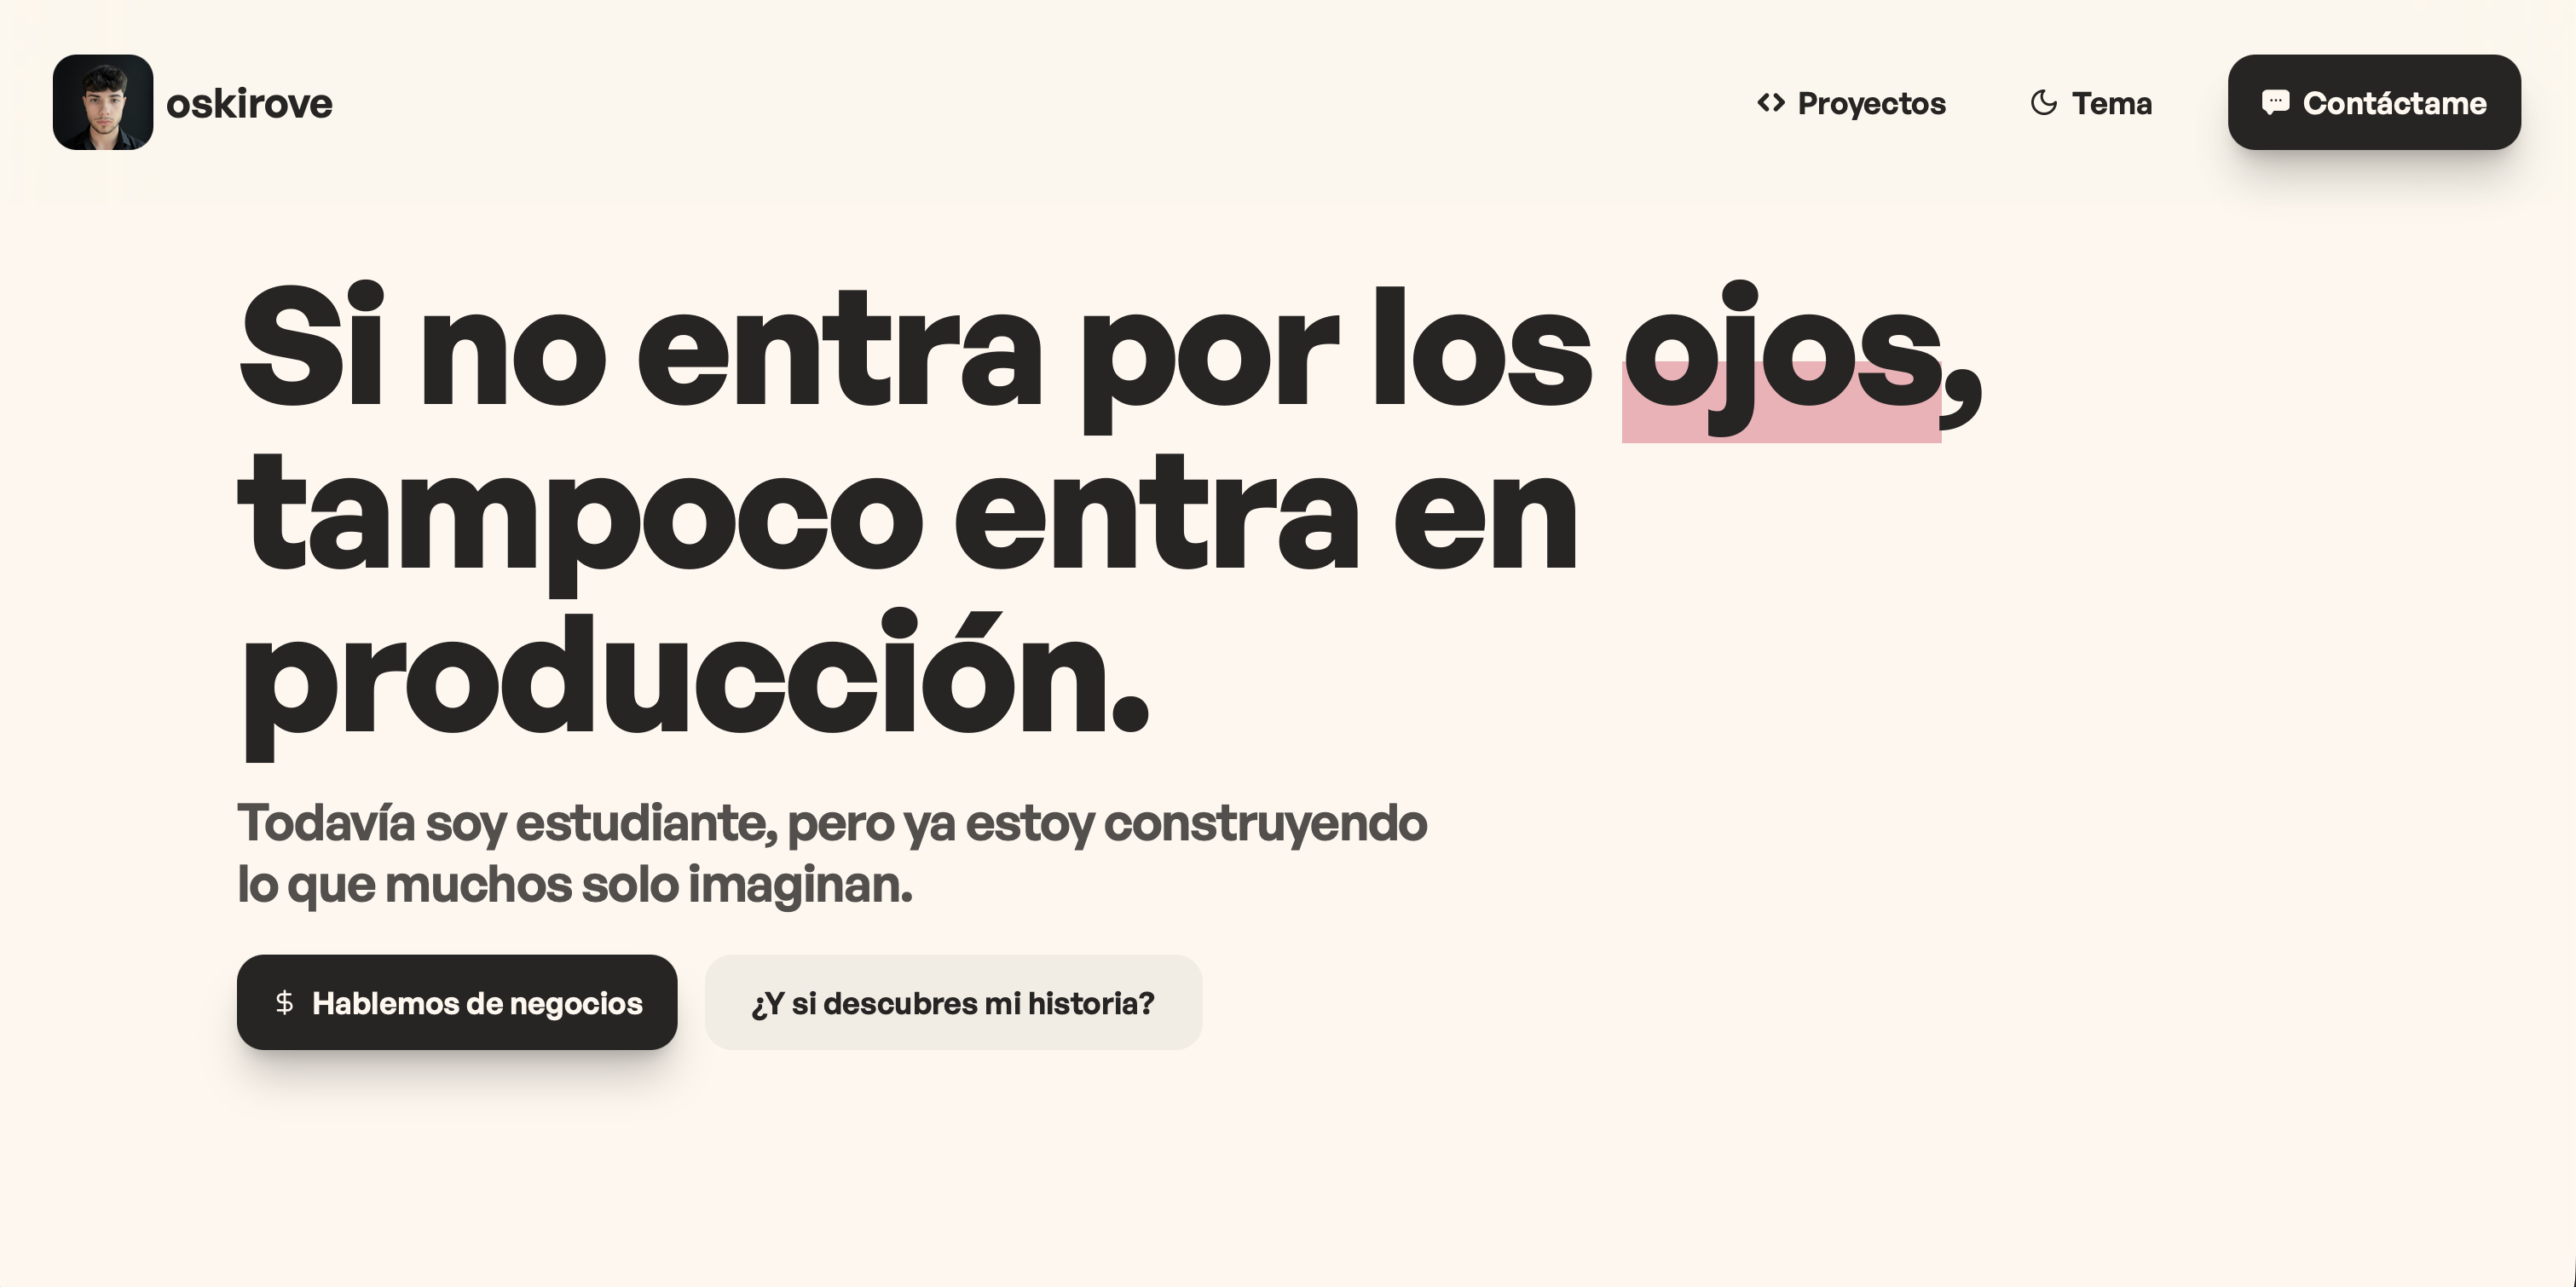 oskirove
Proyectos
Tema
Contáctame
Si no entra por los ojos,
tampoco entra en
producción.
Todavía soy estudiante, pero ya estoy construyendo
lo que muchos solo imaginan.
$ Hablemos de negocios
¿Y si descubres mi historia?